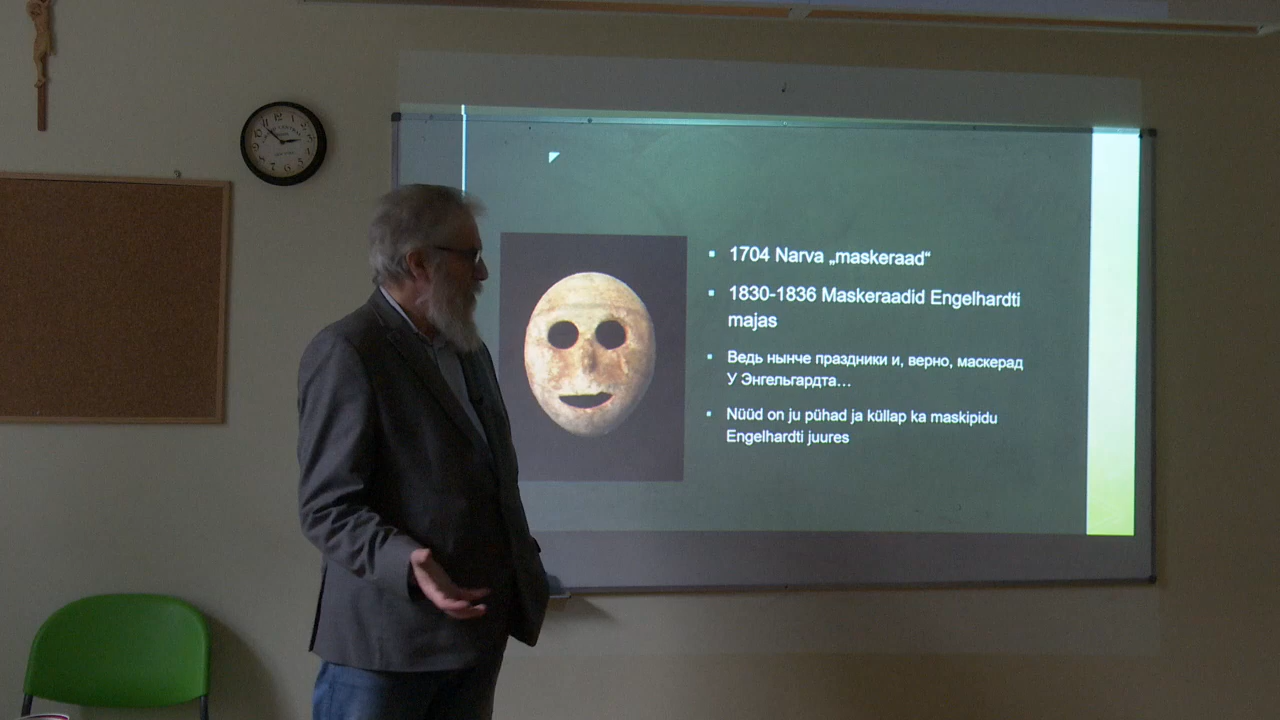 1704 Narva „maskeraad“
1830-1836 Maskeraadid Engelhardti
majas
Ведь нынче праздники и, верно, маскерад
У Энгельгардта…
Nüüd on ju pühad ja küllap ka maskipidu
Engelhardti juures